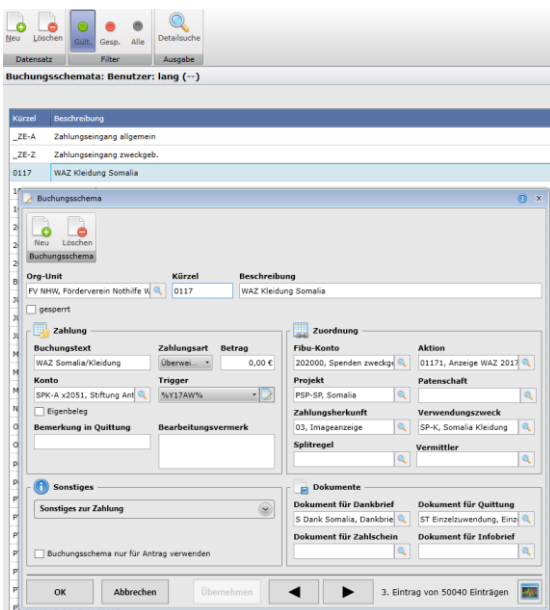 Neu Löschen Gült. Gesp. Alle Detailsuche
Datensatz Filter Ausgabe
Buchungsschemata: Benutzer: lang (--)
Kürzel Beschreibung
_ZE-A Zahlungseingang allgemein
_ZE-Z Zahlungseingang zweckgeb.
0117 WAZ Kleidung Somalia
Buchungsschema
Neu Löschen
Buchungsschema
Org-Unit Kürzel Beschreibung
FV NHW, Förderverein Nothilfe W 0117 WAZ Kleidung Somalia
gesperrt
Zahlung
Buchungstext Zahlungsart Betrag
WAZ Somalia/Kleidung Überwei... 0,00 €
Konto Trigger
SPK-A x2051, Stiftung Ant %Y17AW%
Eigenbeleg
Bemerkung in Quittung Bearbeitungsvermerk
Zuordnung
Fibu-Konto Aktion
202000, Spenden zweckge 01171, Anzeige WAZ 2017
Projekt Patenschaft
PSP-SP, Somalia
Zahlungsherkunft Verwendungszweck
03, Imageanzeige SP-K, Somalia Kleidung
Splitregel Vermittler
Sonstiges
Sonstiges zur Zahlung
Buchungsschema nur für Antrag verwenden
Dokumente
Dokument für Dankbrief Dokument für Quittung
S Dank Somalia, Dankbrie ST Einzelzuwendung, Einz
Dokument für Zahlschein Dokument für Infobrief
OK Abbrechen Übernehmen 3. Eintrag von 50040 Einträgen